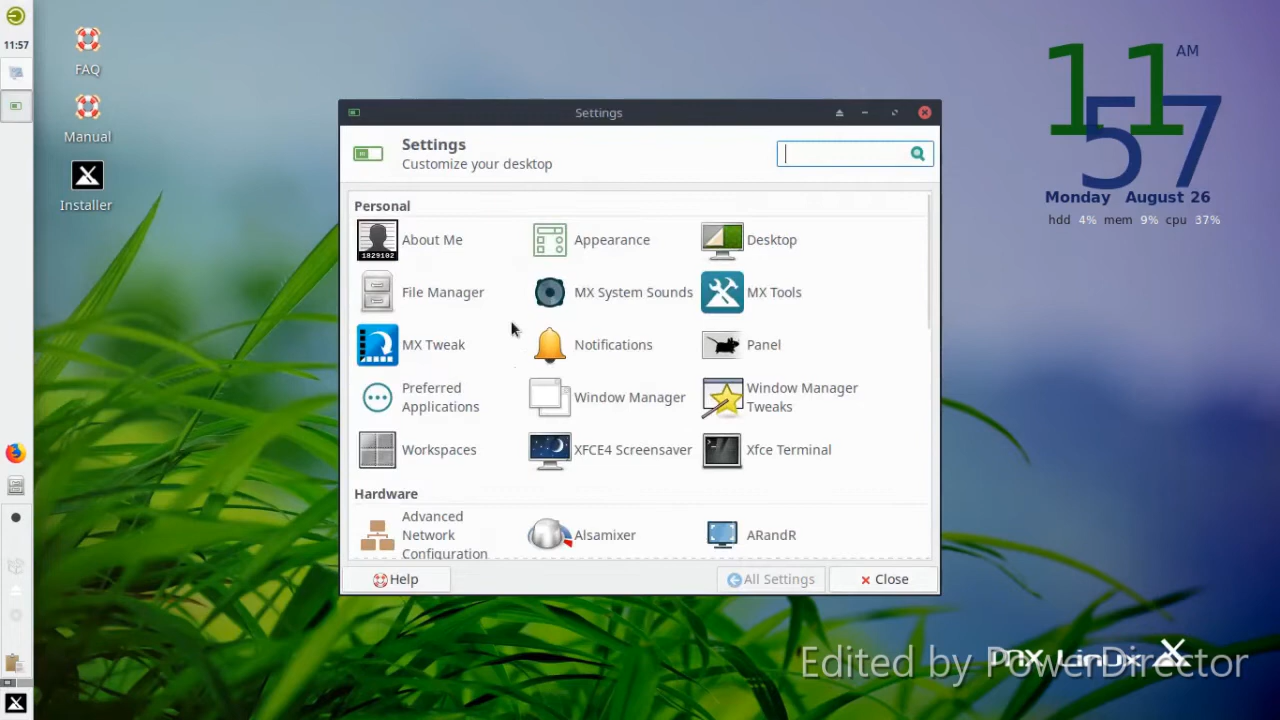 11:57
FAQ
Manual
Installer
11 AM
57
Monday August 26
hdd 4% mem 9% cpu 37%
Settings
Settings
Customize your desktop
Personal
About Me
1829102
Appearance
Desktop
File Manager
MX System Sounds
MX Tools
MX Tweak
Notifications
Panel
Preferred
Applications
Window Manager
Window Manager
Tweaks
Workspaces
XFCE4 Screensaver
Xfce Terminal
Hardware
Advanced
Network
Configuration
Alsamixer
ARandR
Help
All Settings
Close
MX Linux
Edited by PowerDirector